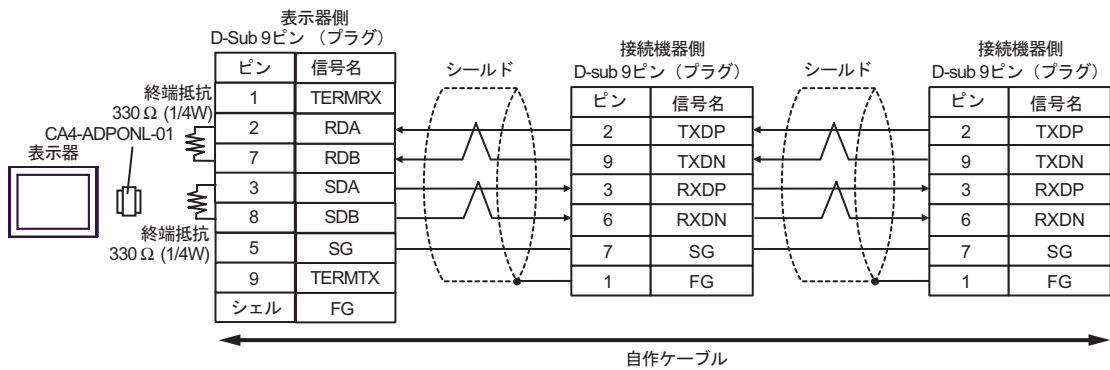 表示器側
D-Sub 9ピン （プラグ）
ピン 信号名
1 TERMRX
2 RDA
7 RDB
3 SDA
8 SDB
5 SG
9 TERMTX
シェル FG
終端抵抗
330 Ω (1/4W)
CA4-ADPONL-01
表示器
終端抵抗
330 Ω (1/4W)
シールド
接続機器側
D-sub 9ピン（プラグ）
ピン 信号名
2 TXDP
9 TXDN
3 RXDP
6 RXDN
7 SG
1 FG
シールド
接続機器側
D-sub 9ピン（プラグ）
ピン 信号名
2 TXDP
9 TXDN
3 RXDP
6 RXDN
7 SG
1 FG
自作ケーブル